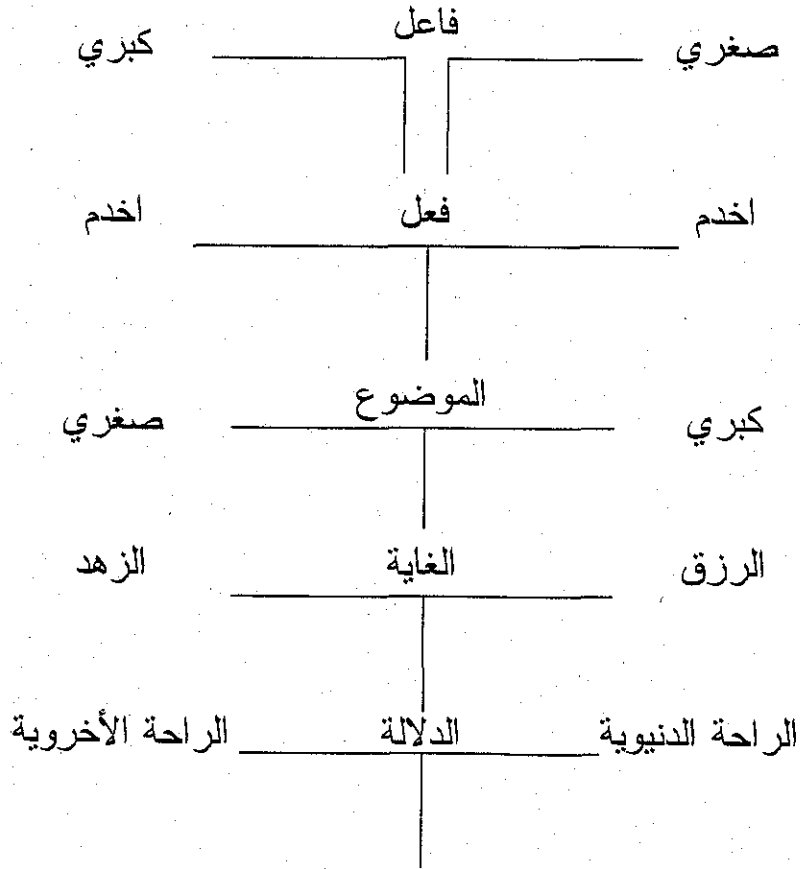 صغري فاعل كبري
اخدم فعل اخدم
كبري الموضوع صغري
الرزق الغاية الزهد
الراحة الدنيوية الدلالة الراحة الأخروية